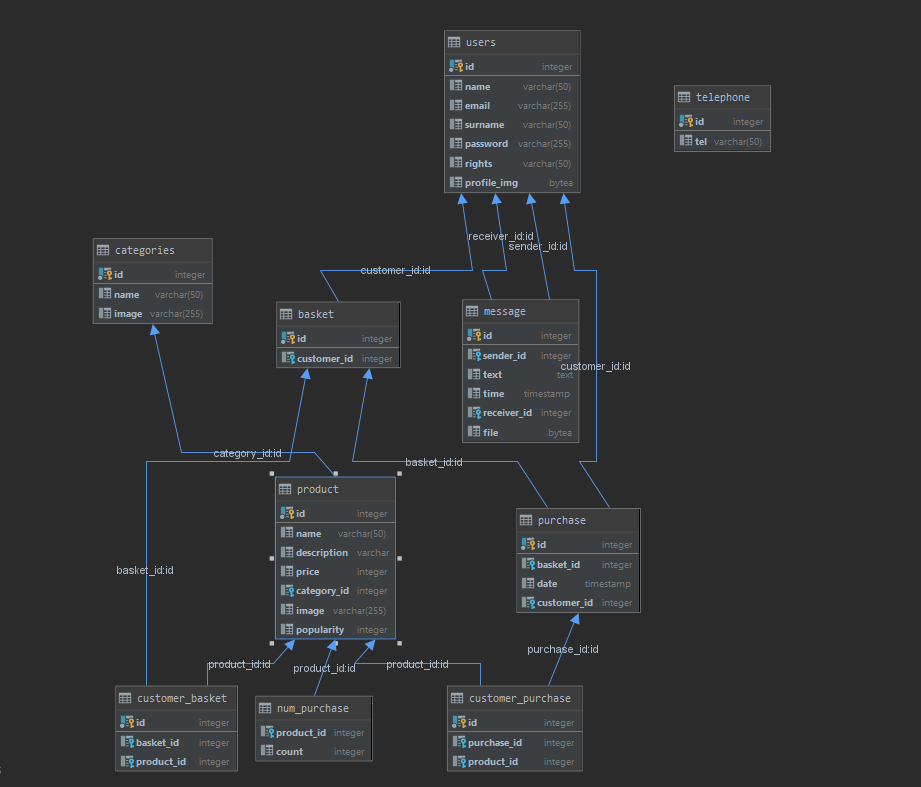 users
id integer
name varchar(50)
email varchar(255)
surname varchar(50)
password varchar(255)
rights varchar(50)
profile_img bytea
telephone
id integer
tel varchar(50)
receiver_id:id
sender_id:id
customer_id:id
categories
id integer
name varchar(50)
image varchar(255)
basket
id integer
customer_id integer
message
id integer
sender_id integer
text text
time timestamp
receiver_id integer
file bytea
customer_id:id
category_id:id
basket_id:id
product
id integer
name varchar(50)
description varchar
price integer
category_id integer
image varchar(255)
popularity integer
purchase
id integer
basket_id integer
date timestamp
customer_id integer
basket_id:id
purchase_id:id
product_id:id
product_id:id
product_id:id
customer_basket
id integer
basket_id integer
product_id integer
num_purchase
product_id integer
count integer
customer_purchase
id integer
purchase_id integer
product_id integer